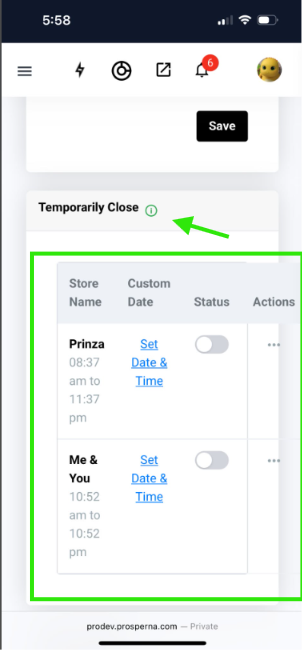 5:58
6
Save
Temporarily Close
Store Name
Custom Date
Status
Actions
Prinza
08:37
am to
11:37
pm
Set
Date &
Time
...
Me &
You
10:52
am to
10:52
pm
Set
Date &
Time
...
prodev.prosperna.com — Private